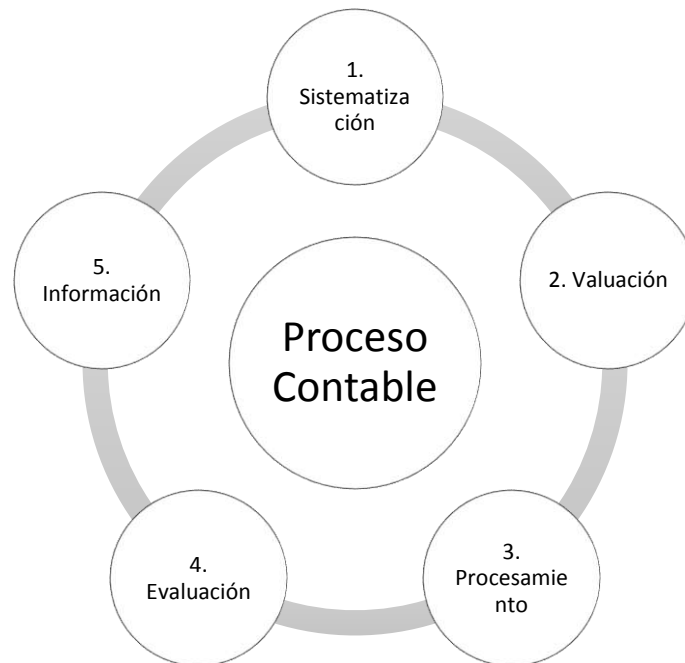 1.
Sistematiza
ción
2. Valuación
3.
Procesamie
nto
4.
Evaluación
5.
Información
Proceso
Contable